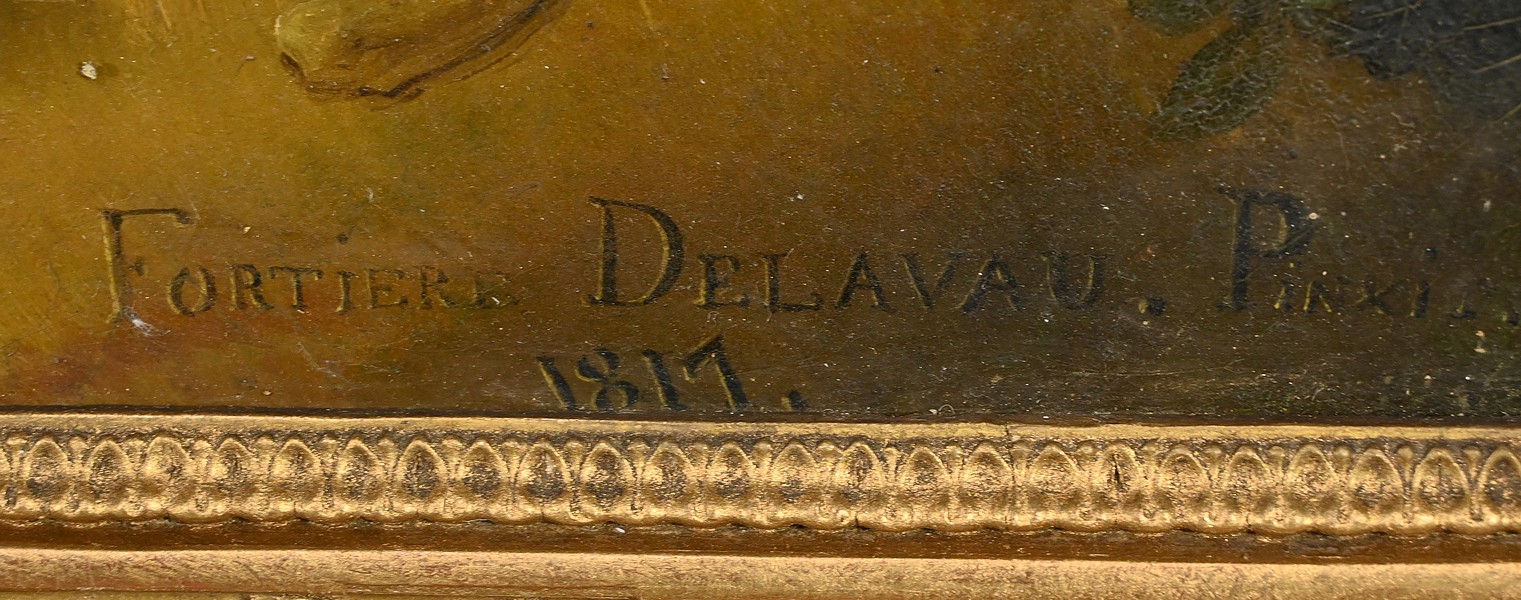 FORTIERE DELAVAU. PINXIT.
1817.